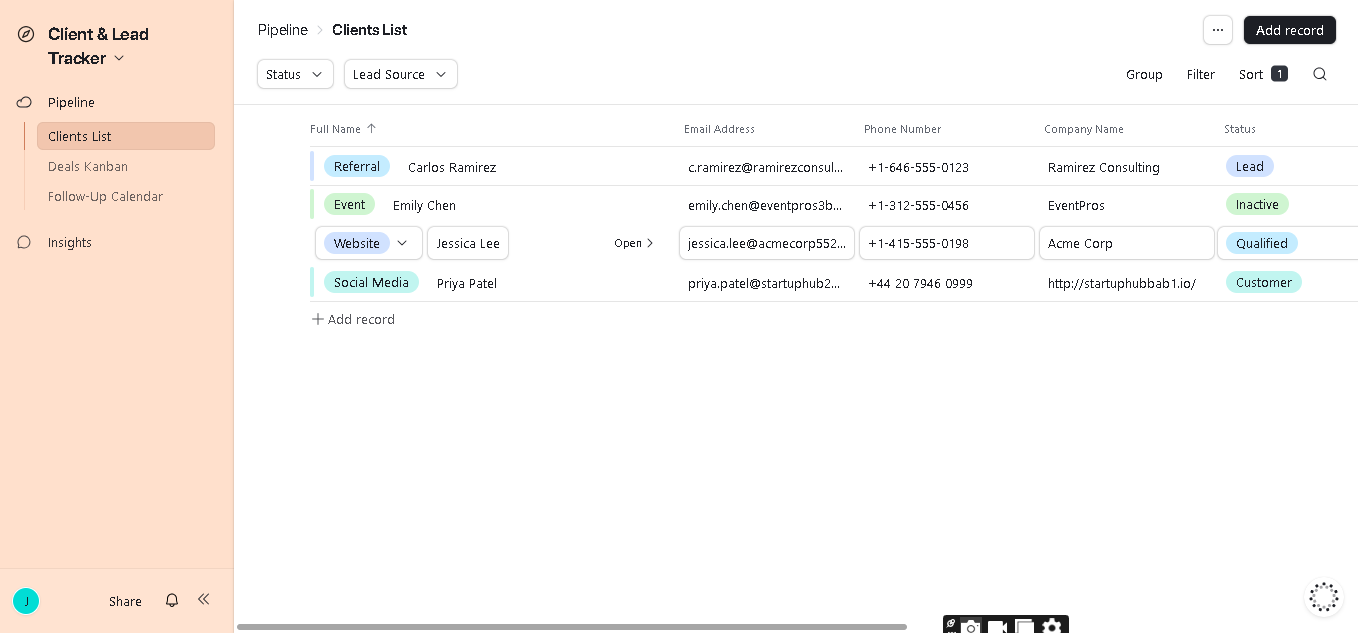 Client & Lead
Tracker
Pipeline
Clients List
Deals Kanban
Follow-Up Calendar
Insights
J
Share
Pipeline > Clients List
... Add record
Status Lead Source Group Filter Sort 1
Full Name ↑ Email Address Phone Number Company Name Status
Referral Carlos Ramirez c.ramirez@ramirezconsul... +1-646-555-0123 Ramirez Consulting Lead
Event Emily Chen emily.chen@eventpros3b... +1-312-555-0456 EventPros Inactive
Website Jessica Lee Open > jessica.lee@acmecorp552... +1-415-555-0198 Acme Corp Qualified
Social Media Priya Patel priya.patel@startuphub2... +44 20 7946 0999 http://startuphubbab1.io/ Customer
+ Add record